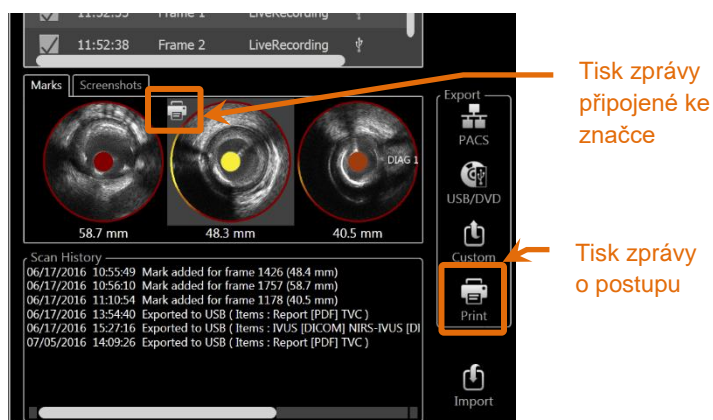 11:52:33 Frame 1 LiveRecording
11:52:38 Frame 2 LiveRecording
Marks Screenshots
DIAG 1
58.7 mm 48.3 mm 40.5 mm
Scan History
06/17/2016 10:55:49 Mark added for frame 1426 (48.4 mm)
06/17/2016 10:56:10 Mark added for frame 1757 (58.7 mm)
06/17/2016 11:10:54 Mark added for frame 1178 (40.5 mm)
06/17/2016 13:54:40 Exported to USB ( Items : Report [PDF] TVC )
06/17/2016 15:27:16 Exported to USB ( Items : IVUS [DICOM] NIRS-IVUS [DI
07/05/2016 14:09:26 Exported to USB ( Items : Report [PDF] TVC )
Export
PACS
USB/DVD
Custom
Print
Import
Tisk zprávy
připojené ke
značce
Tisk zprávy
o postupu